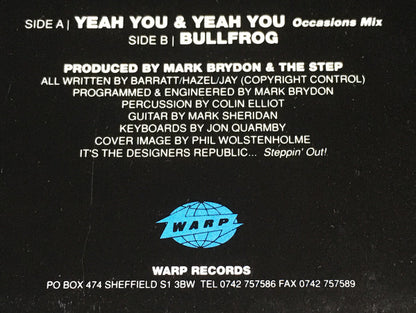 SIDE A | YEAH YOU & YEAH YOU Occasions Mix
SIDE B | BULLFROG
PRODUCED BY MARK BRYDON & THE STEP
ALL WRITTEN BY BARRATT/HAZEL/JAY (COPYRIGHT CONTROL)
PROGRAMMED & ENGINEERED BY MARK BRYDON
PERCUSSION BY COLIN ELLIOT
GUITAR BY MARK SHERIDAN
KEYBOARDS BY JON QUARMBY
COVER IMAGE BY PHIL WOLSTENHOLME
IT'S THE DESIGNERS REPUBLIC... Steppin' Out!
WARP
WARP RECORDS
PO BOX 474 SHEFFIELD S1 3BW TEL 0742 757586 FAX 0742 757589